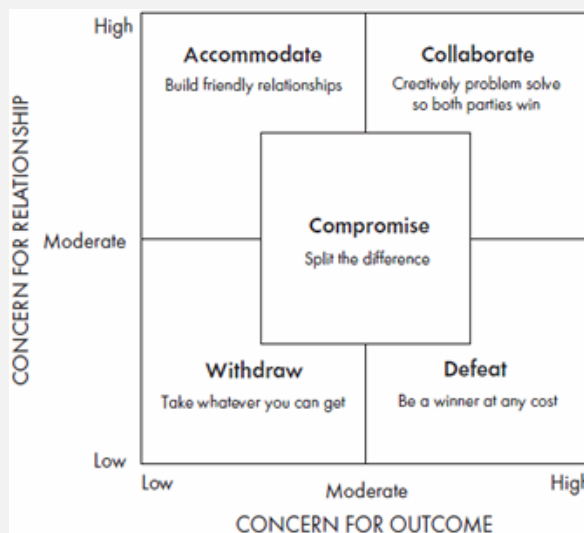 High
Accommodate
Build friendly relationships
Collaborate
Creatively problem solve
so both parties win
CONCERN FOR RELATIONSHIP
Moderate
Compromise
Split the difference
Withdraw
Take whatever you can get
Defeat
Be a winner at any cost
Low
Low
Moderate
High
CONCERN FOR OUTCOME